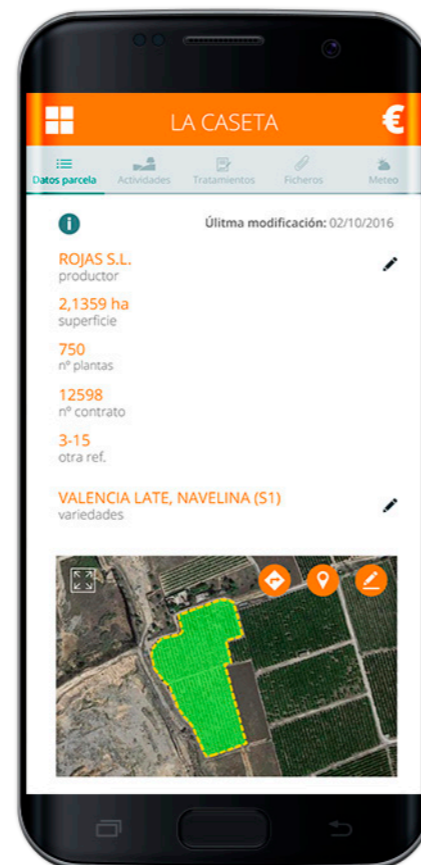 LA CASETA
€
Datos parcela
Actividades
Tratamientos
Ficheros
Meteo
Úlitma modificación: 02/10/2016
ROJAS S.L.
productor
2,1359 ha
superficie
750
nº plantas
12598
nº contrato
3-15
otra ref.
VALENCIA LATE, NAVELINA (S1)
variedades